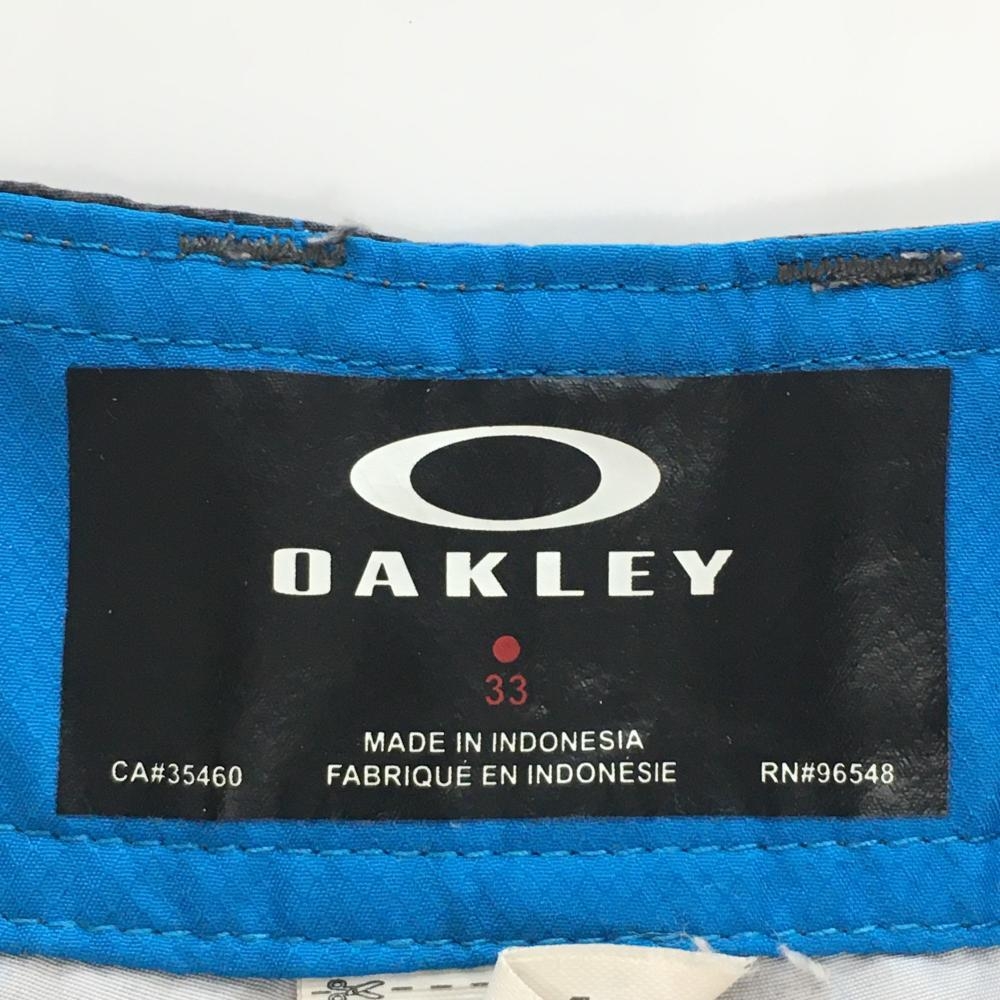 OAKLEY
33
MADE IN INDONESIA
CA#35460 FABRIQUÉ EN INDONÉSIE RN#96548